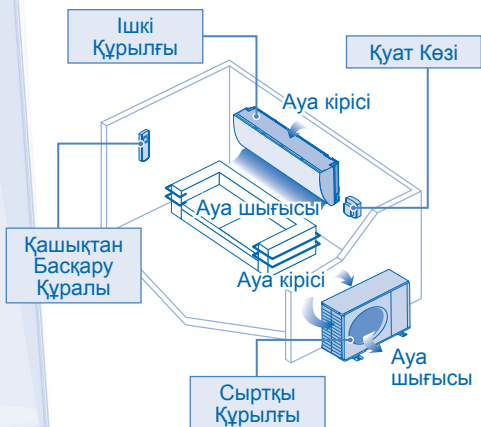 Ішкі
Құрылғы
Қуат Көзі
Ауа кірісі
Ауа шығысы
Қашықтан
Басқару
Құралы
Ауа кірісі
Ауа
шығысы
Сыртқы
Құрылғы